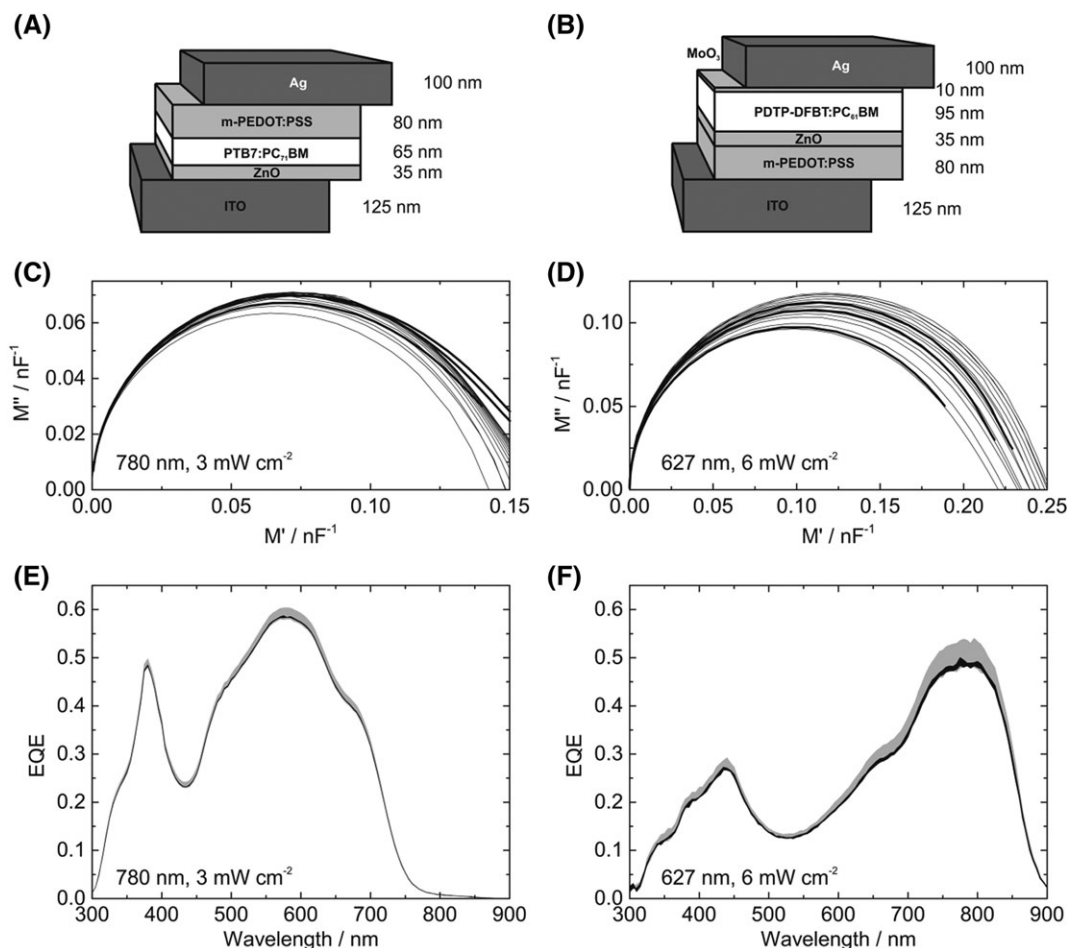 (A)
Ag
100 nm
m-PEDOT:PSS
80 nm
PTB7:PC₇₁BM
65 nm
ZnO
35 nm
ITO
125 nm
(B)
MoO₃
Ag
100 nm
10 nm
PDTP-DFBT:PC₆₁BM
95 nm
ZnO
35 nm
m-PEDOT:PSS
80 nm
ITO
125 nm
(C)
M'' / nF⁻¹
0.06
0.04
0.02
0.00
780 nm, 3 mW cm⁻²
0.00 0.05 0.10 0.15
M' / nF⁻¹
(D)
M'' / nF⁻¹
0.10
0.05
0.00
627 nm, 6 mW cm⁻²
0.00 0.05 0.10 0.15 0.20 0.25
M' / nF⁻¹
(E)
EQE
0.6
0.5
0.4
0.3
0.2
0.1
0.0
780 nm, 3 mW cm⁻²
300 400 500 600 700 800 900
Wavelength / nm
(F)
EQE
0.6
0.5
0.4
0.3
0.2
0.1
0.0
627 nm, 6 mW cm⁻²
300 400 500 600 700 800 900
Wavelength / nm